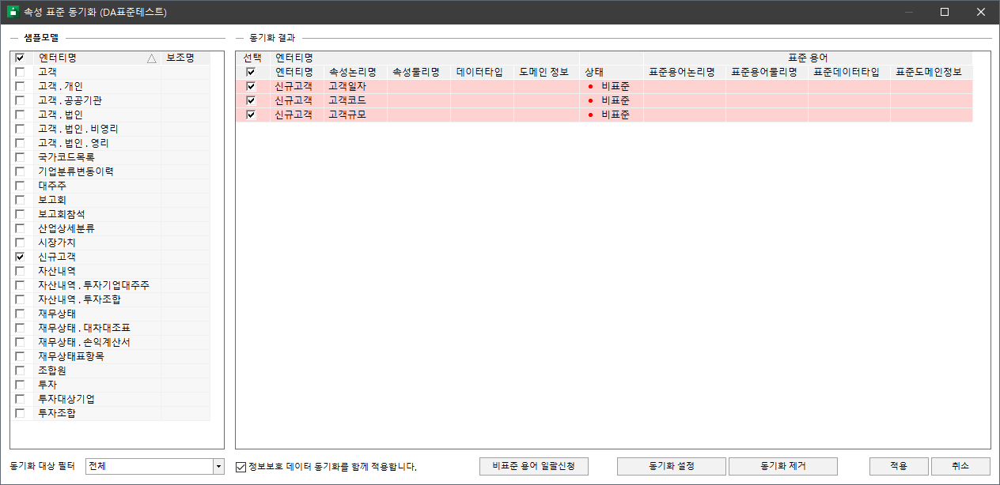 속성 표준 동기화 (DA표준테스트)
샘플모델
엔터티명 보조명
고객
고객 . 개인
고객 . 공공기관
고객 . 법인
고객 . 법인 . 비영리
고객 . 법인 . 영리
국가코드목록
기업분류변동이력
대주주
보고회
보고회참석
산업상세분류
시장가치
신규고객
자산내역
자산내역 . 투자기업대주주
자산내역 . 투자조합
재무상태
재무상태 . 대차대조표
재무상태 . 손익계산서
재무상태표항목
조합원
투자
투자대상기업
투자조합
동기화 대상 필터 전체
동기화 결과
선택 엔터티명 표준 용어
엔터티명 속성논리명 속성물리명 데이터타입 도메인 정보 상태 표준용어논리명 표준용어물리명 표준데이터타입 표준도메인정보
신규고객 고객일자 비표준
신규고객 고객코드 비표준
신규고객 고객규모 비표준
정보보호 데이터 동기화를 함께 적용합니다.
비표준 용어 일괄신청 동기화 설정 동기화 제거 적용 취소